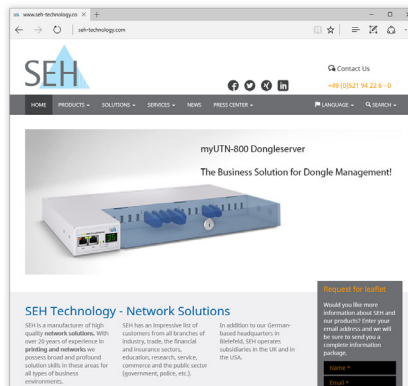 www.seh-technology.co
seh-technology.com
SEH
Contact Us
+49 (0)521 94 22 6 - 0
HOME PRODUCTS SOLUTIONS SERVICES NEWS PRESS CENTER LANGUAGE SEARCH
myUTN-800 Dongleserver
The Business Solution for Dongle Management!
SEH Technology - Network Solutions
SEH is a manufacturer of high
quality network solutions. With
over 20 years of experience in
printing and networks we
possess broad and profound
solution skills in these areas for
all types of business
environments.
SEH has an impressive list of
customers from all branches of
industry, trade, the financial
and insurance sectors,
education, research, service,
commerce and the public sector
(government, police, etc.).
In addition to our German-
based headquarters in
Bielefeld, SEH operates
subsidiaries in the UK and in
the USA.
Request for leaflet
Would you like more
information about SEH and
our products? Enter your
email address and we will
be sure to send you a
complete information
package.
Name *
Email *